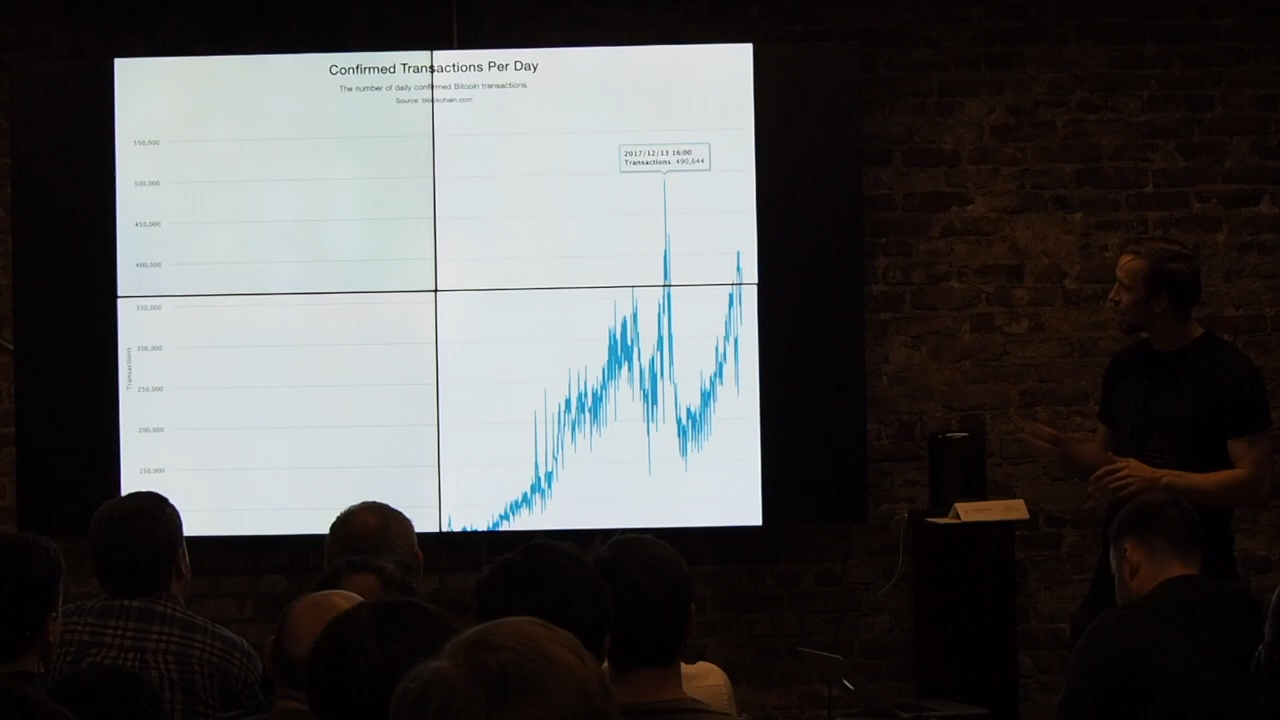 Confirmed Transactions Per Day
The number of daily confirmed Bitcoin transactions.
Source: blockchain.com
550,000
2017/12/13 16:00
Transactions: 490,644
500,000
450,000
400,000
350,000
300,000
Transactions
250,000
200,000
150,000